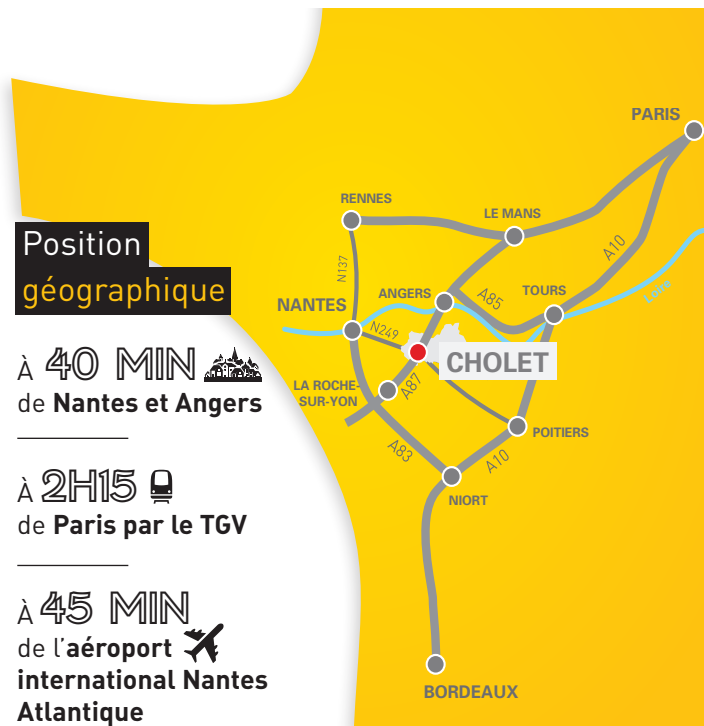 Position
géographique
À 40 MIN
de Nantes et Angers
À 2H15
de Paris par le TGV
À 45 MIN
de l'aéroport
international Nantes
Atlantique
PARIS
RENNES
LE MANS
A10
N137
ANGERS
A85
TOURS
Loire
NANTES
N249
CHOLET
LA ROCHE-
SUR-YON
A87
POITIERS
A83
A10
NIORT
BORDEAUX